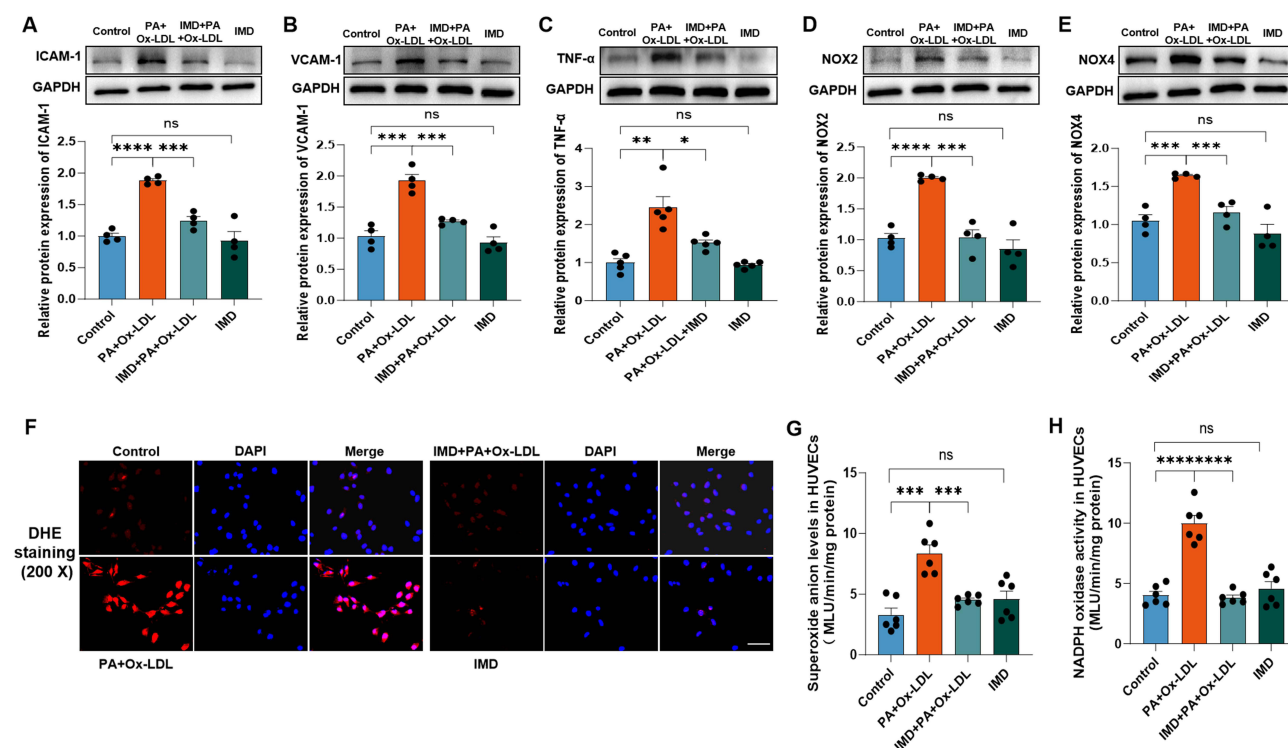 A
Control
PA+
Ox-LDL
IMD+PA
+Ox-LDL
IMD
ICAM-1
GAPDH
Relative protein expression of ICAM-1
2.5
2.0
1.5
1.0
0.5
0.0
ns
**** ***
Control
PA+Ox-LDL
IMD+PA+Ox-LDL
IMD
B
Control
PA+
Ox-LDL
IMD+PA
+Ox-LDL
IMD
VCAM-1
GAPDH
Relative protein expression of VCAM-1
2.5
2.0
1.5
1.0
0.5
0.0
ns
*** ***
Control
PA+Ox-LDL
IMD+PA+Ox-LDL
IMD
C
Control
PA+
Ox-LDL
IMD+PA
+Ox-LDL
IMD
TNF-α
GAPDH
Relative protein expression of TNF-α
4
3
2
1
0
ns
** *
Control
PA+Ox-LDL
PA+Ox-LDL+IMD
IMD
D
Control
PA+
Ox-LDL
IMD+PA
+Ox-LDL
IMD
NOX2
GAPDH
Relative protein expression of NOX2
2.5
2.0
1.5
1.0
0.5
0.0
ns
**** ***
Control
PA+Ox-LDL
IMD+PA+Ox-LDL
IMD
E
Control
PA+
Ox-LDL
IMD+PA
+Ox-LDL
IMD
NOX4
GAPDH
Relative protein expression of NOX4
2.0
1.5
1.0
0.5
0.0
ns
*** ***
Control
PA+Ox-LDL
IMD+PA+Ox-LDL
IMD
F
Control
DAPI
Merge
IMD+PA+Ox-LDL
DAPI
Merge
DHE
staining
(200 X)
PA+Ox-LDL
IMD
G
Superoxide anion levels in HUVECs
( MLU/min/mg protein)
15
10
5
0
ns
*** ***
Control
PA+Ox-LDL
IMD+PA+Ox-LDL
IMD
H
NADPH oxidase activity in HUVECs
(MLU/min/mg protein)
15
10
5
0
ns
********
Control
PA+Ox-LDL
IMD+PA+Ox-LDL
IMD